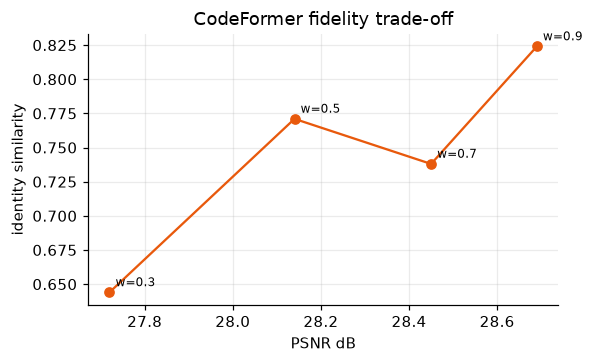 CodeFormer fidelity trade-off
identity similarity
0.825
0.800
0.775
0.750
0.725
0.700
0.675
0.650
w=0.9
w=0.5
w=0.7
w=0.3
27.8 28.0 28.2 28.4 28.6
PSNR dB